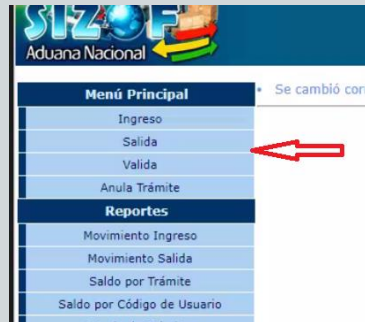 SIZOF
Aduana Nacional
Menú Principal
Se cambió cor
Ingreso
Salida
Valida
Anula Trámite
Reportes
Movimiento Ingreso
Movimiento Salida
Saldo por Trámite
Saldo por Código de Usuario